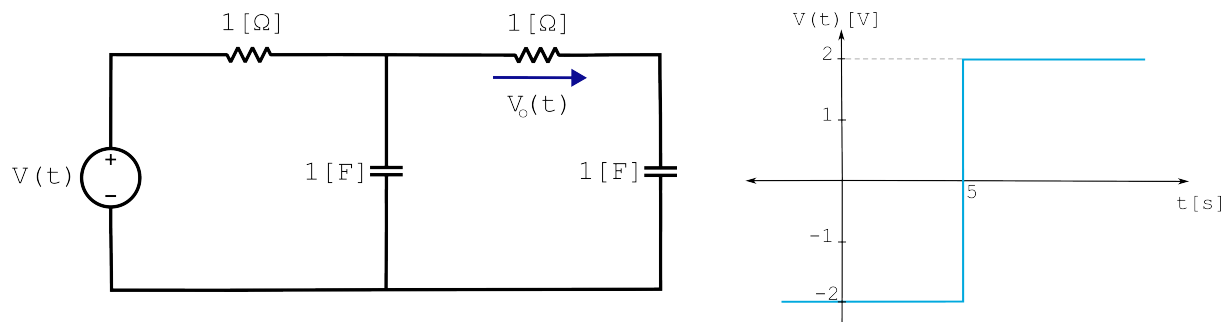 1[Ω]
1[Ω]
Vo(t)
V(t)
+
−
1[F]
1[F]
V(t)[V]
2
1
5
t[s]
-1
-2